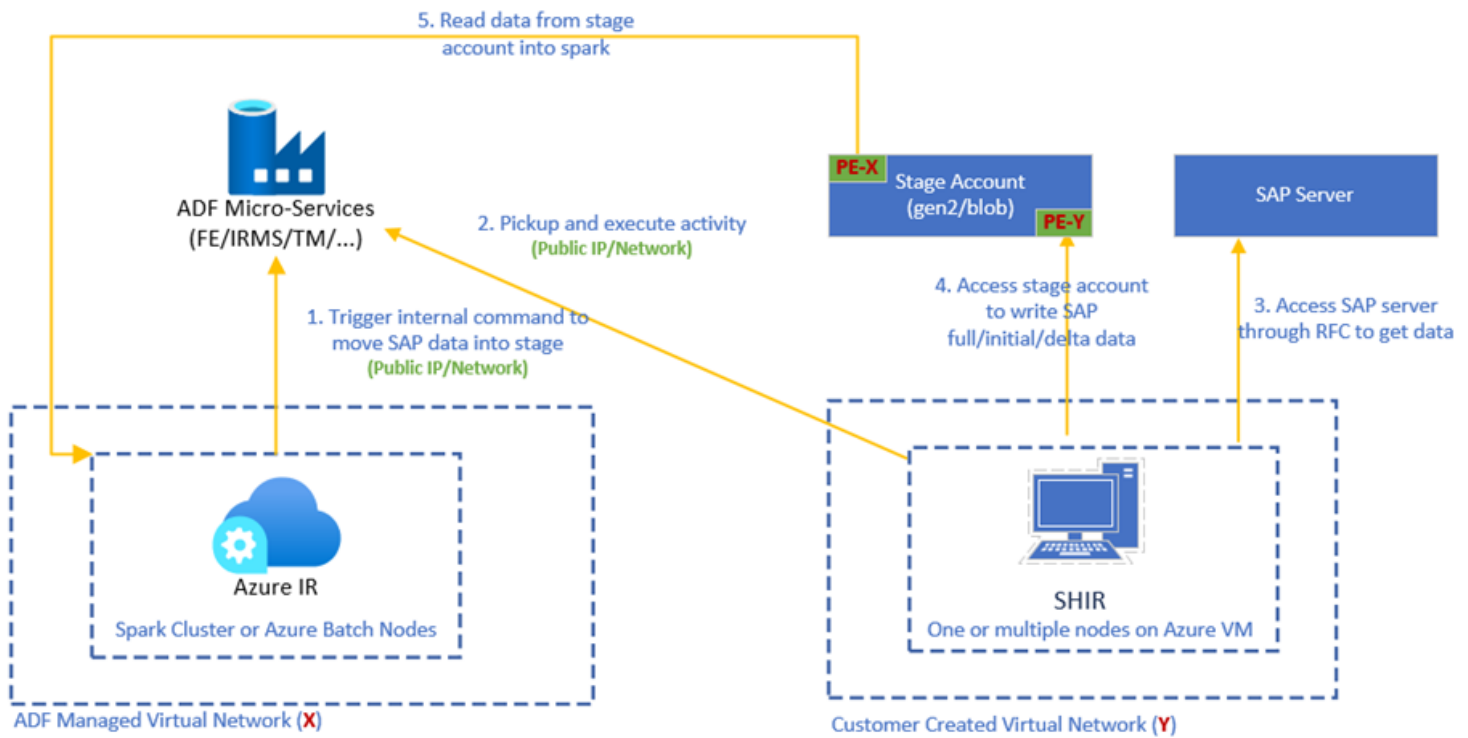 5. Read data from stage
account into spark
ADF Micro-Services
(FE/IRMS/TM/...)
2. Pickup and execute activity
(Public IP/Network)
PE-X
Stage Account
(gen2/blob)
PE-Y
SAP Server
1. Trigger internal command to
move SAP data into stage
(Public IP/Network)
4. Access stage account
to write SAP
full/initial/delta data
3. Access SAP server
through RFC to get data
Azure IR
Spark Cluster or Azure Batch Nodes
SHIR
One or multiple nodes on Azure VM
ADF Managed Virtual Network (X)
Customer Created Virtual Network (Y)